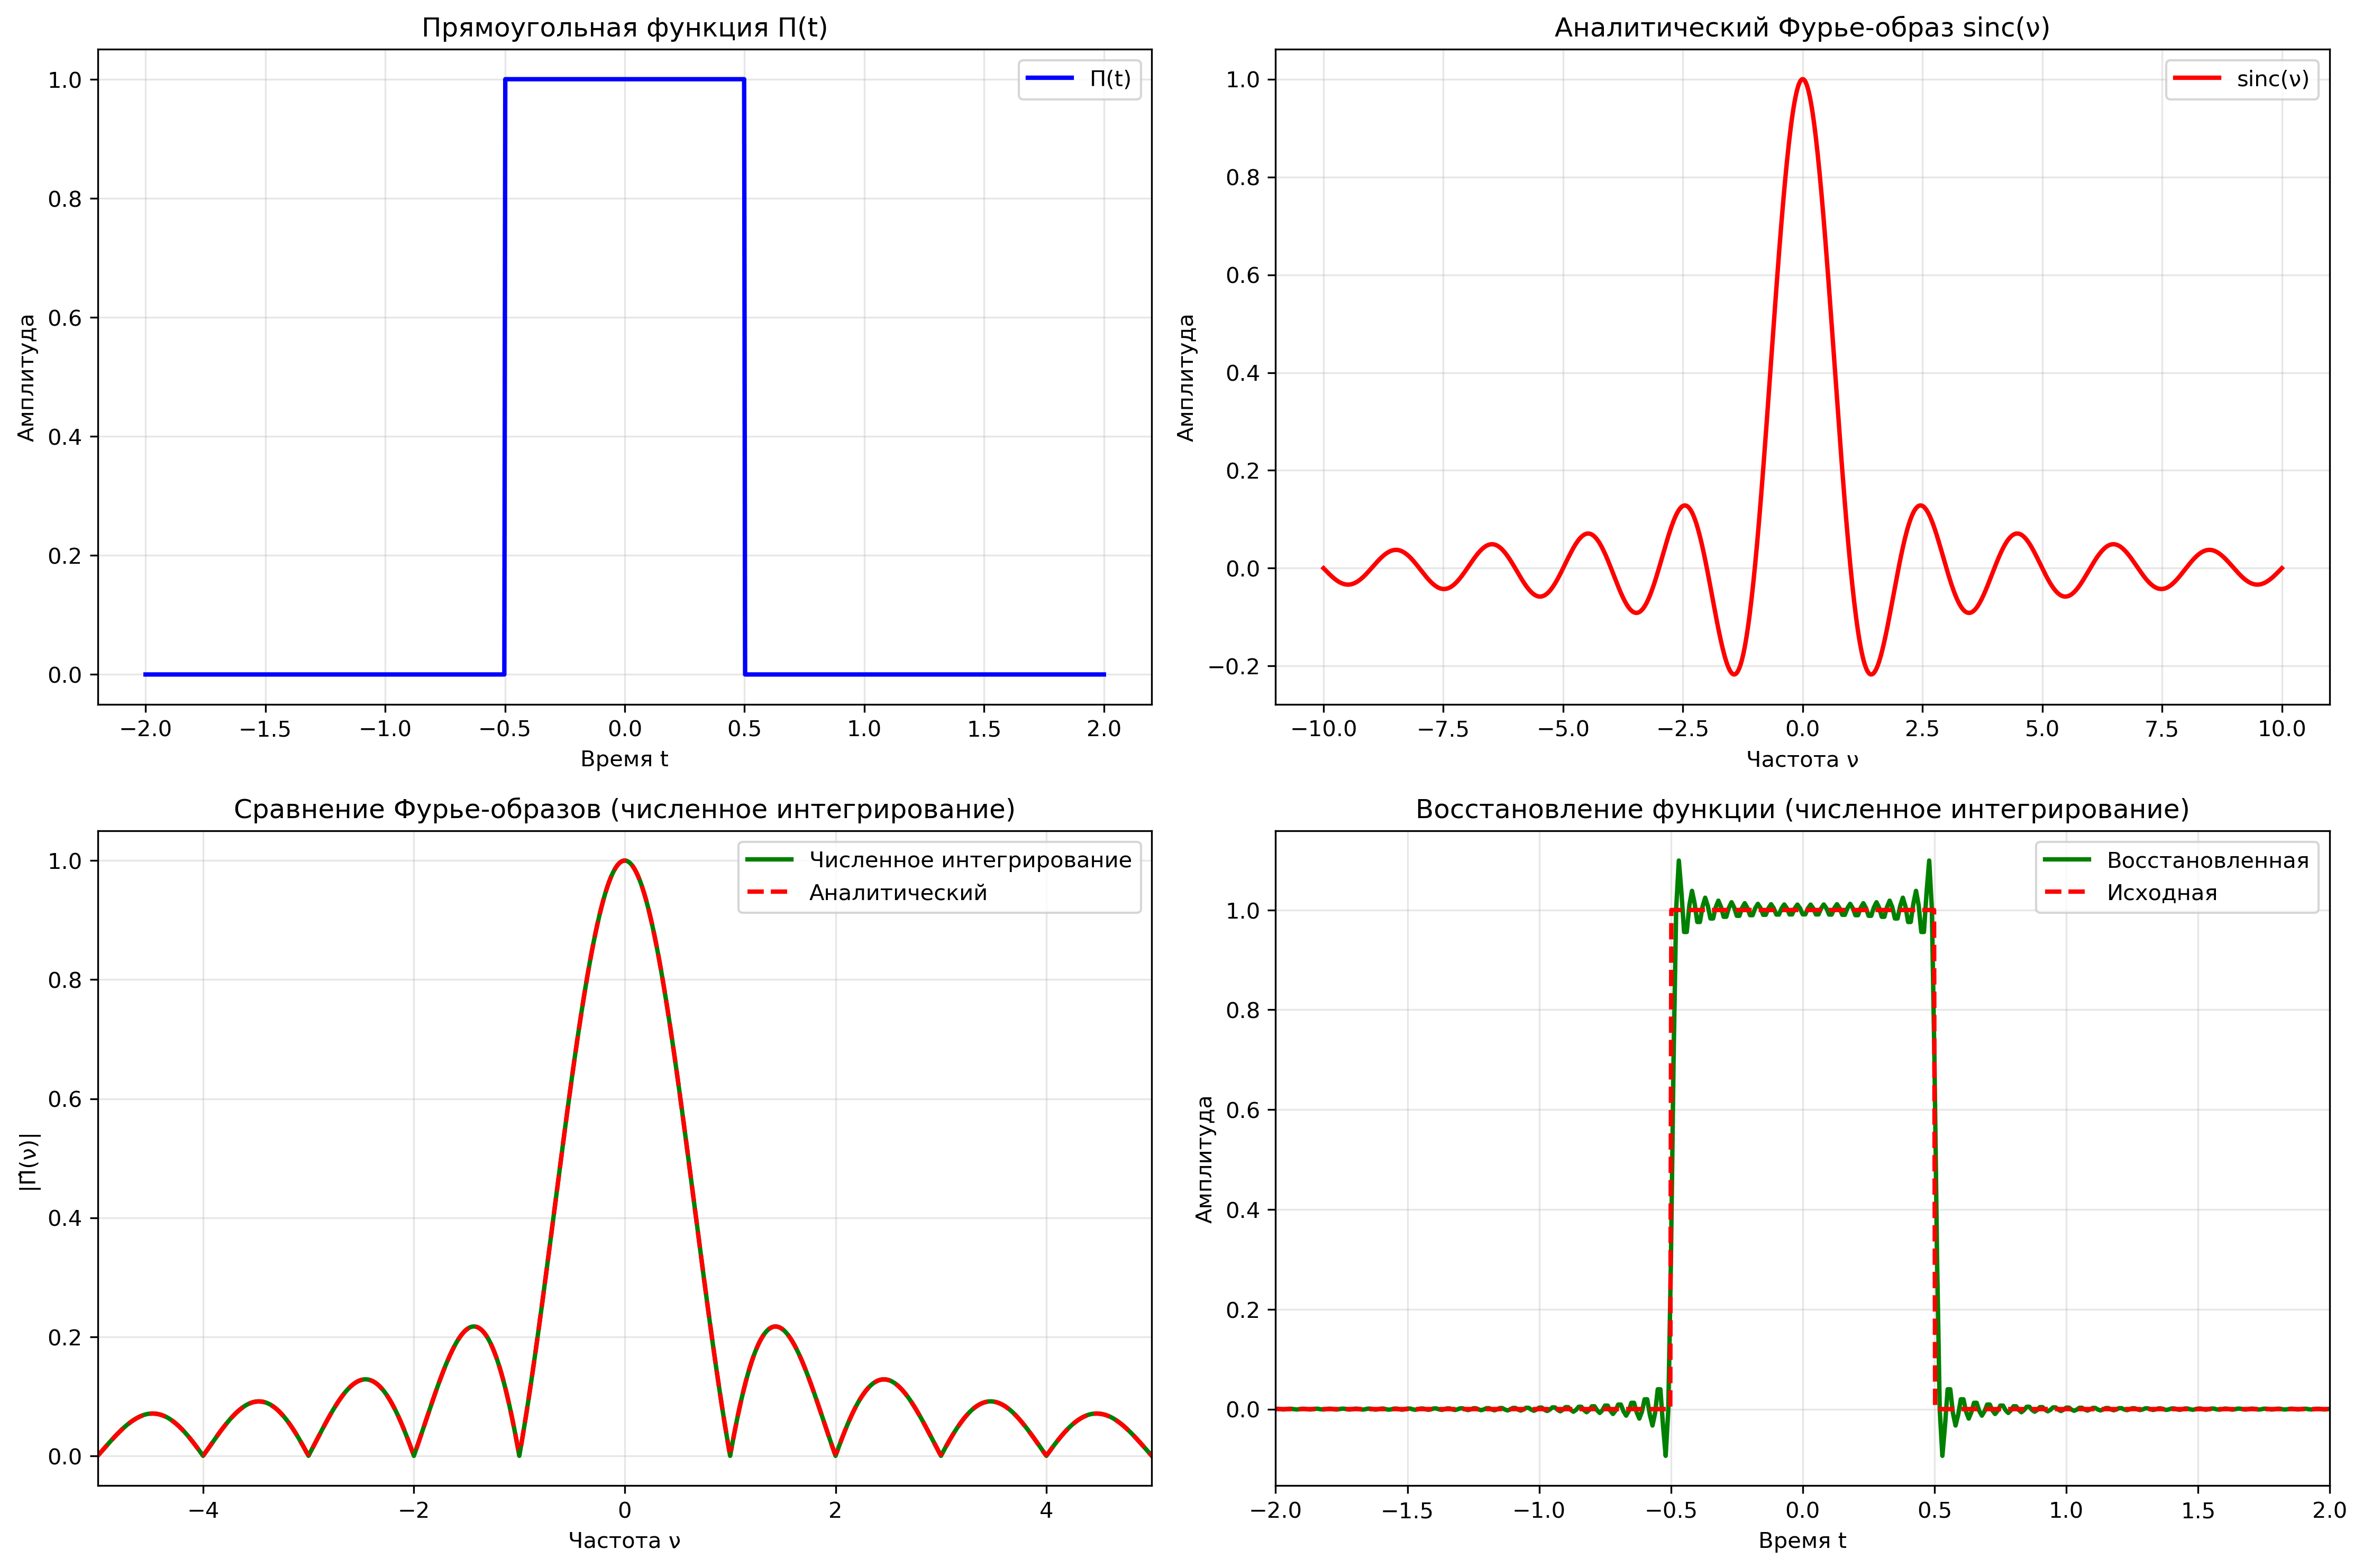 Прямоугольная функция Π(t)
Π(t)
1.0
0.8
0.6
0.4
0.2
0.0
Амплитуда
−2.0 −1.5 −1.0 −0.5 0.0 0.5 1.0 1.5 2.0
Время t
Аналитический Фурье-образ sinc(ν)
sinc(ν)
1.0
0.8
0.6
0.4
0.2
0.0
−0.2
Амплитуда
−10.0 −7.5 −5.0 −2.5 0.0 2.5 5.0 7.5 10.0
Частота ν
Сравнение Фурье-образов (численное интегрирование)
Численное интегрирование
Аналитический
1.0
0.8
0.6
0.4
0.2
0.0
|Π̂(ν)|
−4 −2 0 2 4
Частота ν
Восстановление функции (численное интегрирование)
Восстановленная
Исходная
1.0
0.8
0.6
0.4
0.2
0.0
Амплитуда
−2.0 −1.5 −1.0 −0.5 0.0 0.5 1.0 1.5 2.0
Время t